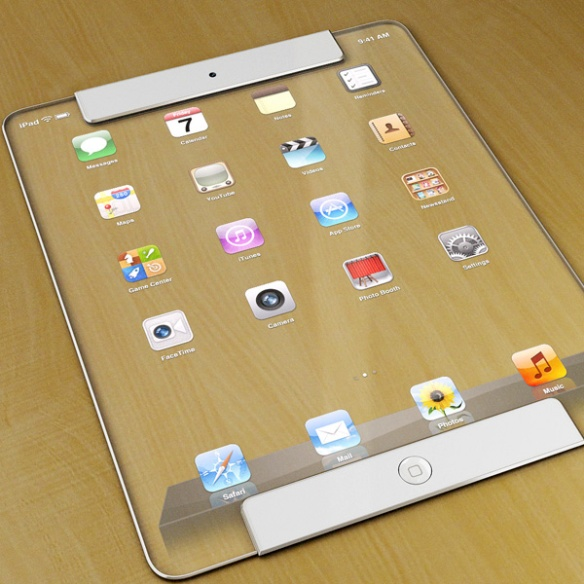 iPad 9:41 AM
Messages Calendar Notes Reminders
Friday
7
Maps YouTube Videos Contacts
280
Game Center iTunes App Store Newsstand
FaceTime Camera Photo Booth Settings
Safari Mail Photos Music